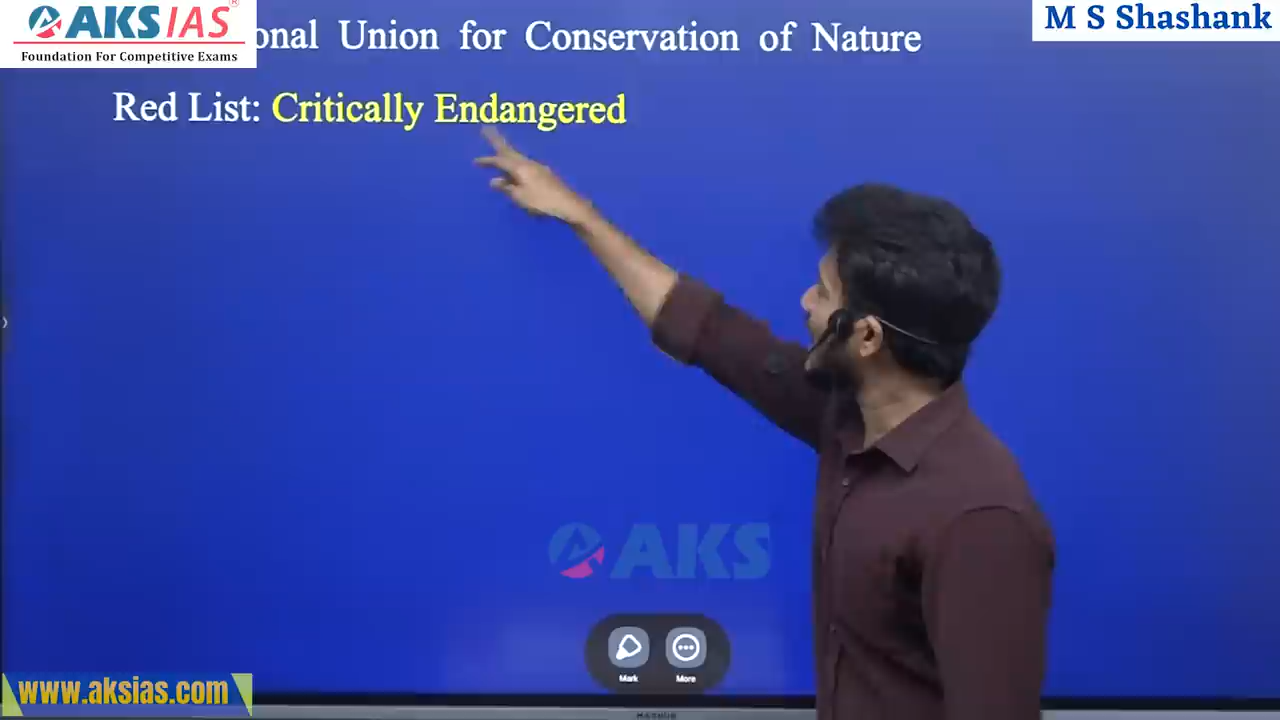 AKS IAS®
Foundation For Competitive Exams
M S Shashank
onal Union for Conservation of Nature
Red List: Critically Endangered
AKS
Mark
More
www.aksias.com